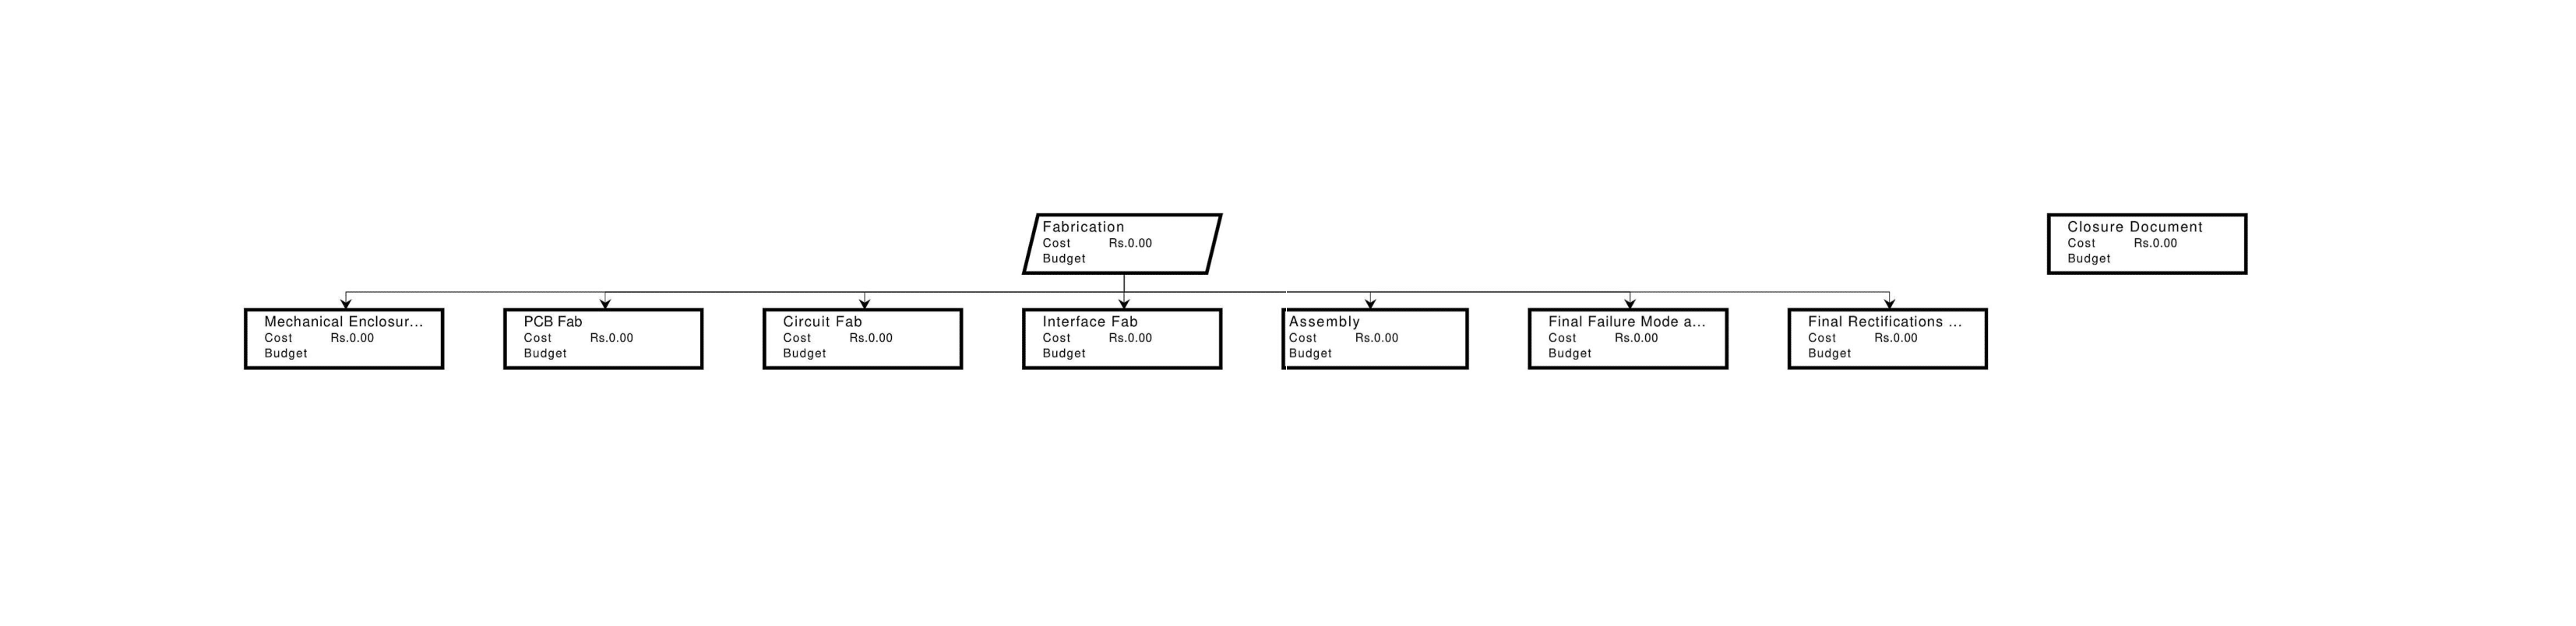 Fabrication
Cost Rs.0.00
Budget
Closure Document
Cost Rs.0.00
Budget
Mechanical Enclosur...
Cost Rs.0.00
Budget
PCB Fab
Cost Rs.0.00
Budget
Circuit Fab
Cost Rs.0.00
Budget
Interface Fab
Cost Rs.0.00
Budget
Assembly
Cost Rs.0.00
Budget
Final Failure Mode a...
Cost Rs.0.00
Budget
Final Rectifications ...
Cost Rs.0.00
Budget